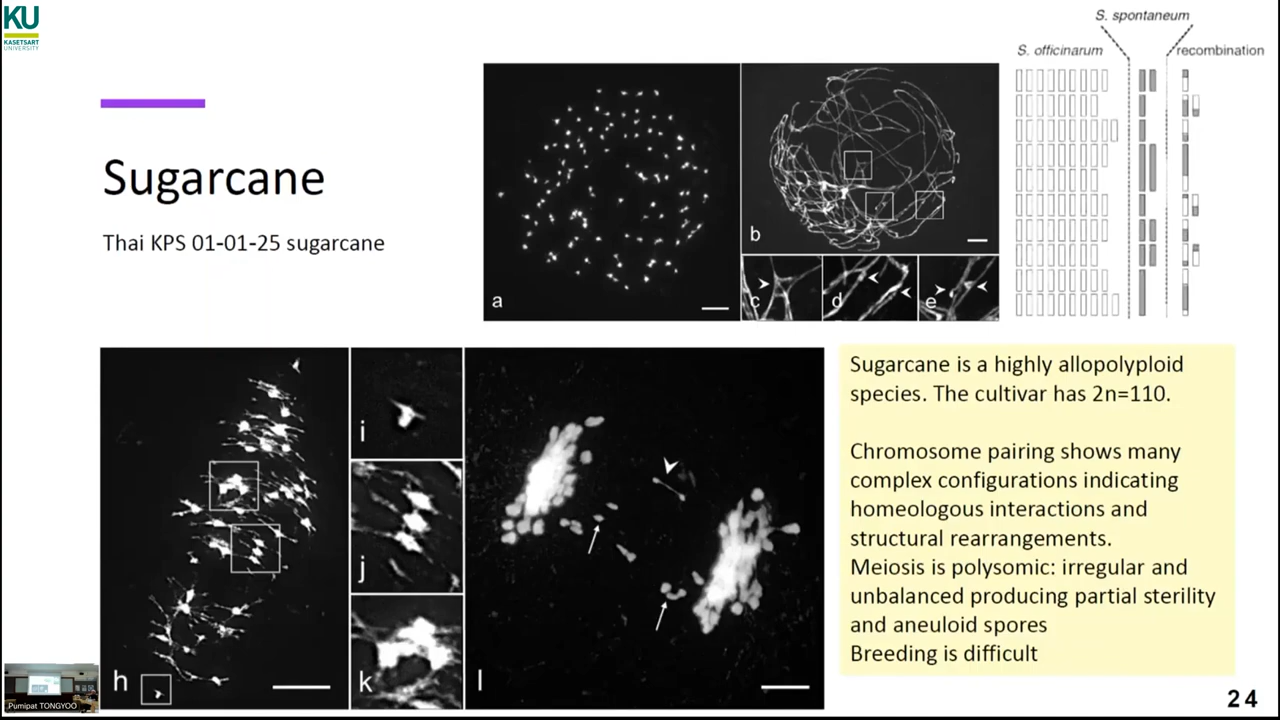 KU
KASETSART
UNIVERSITY
S. spontaneum
S. officinarum
recombination
Sugarcane
Thai KPS 01-01-25 sugarcane
a
b
c
d
e
h
i
j
k
l
Sugarcane is a highly allopolyploid
species. The cultivar has 2n=110.
Chromosome pairing shows many
complex configurations indicating
homeologous interactions and
structural rearrangements.
Meiosis is polysomic: irregular and
unbalanced producing partial sterility
and aneuloid spores
Breeding is difficult
Pumipat TONGYOO
24